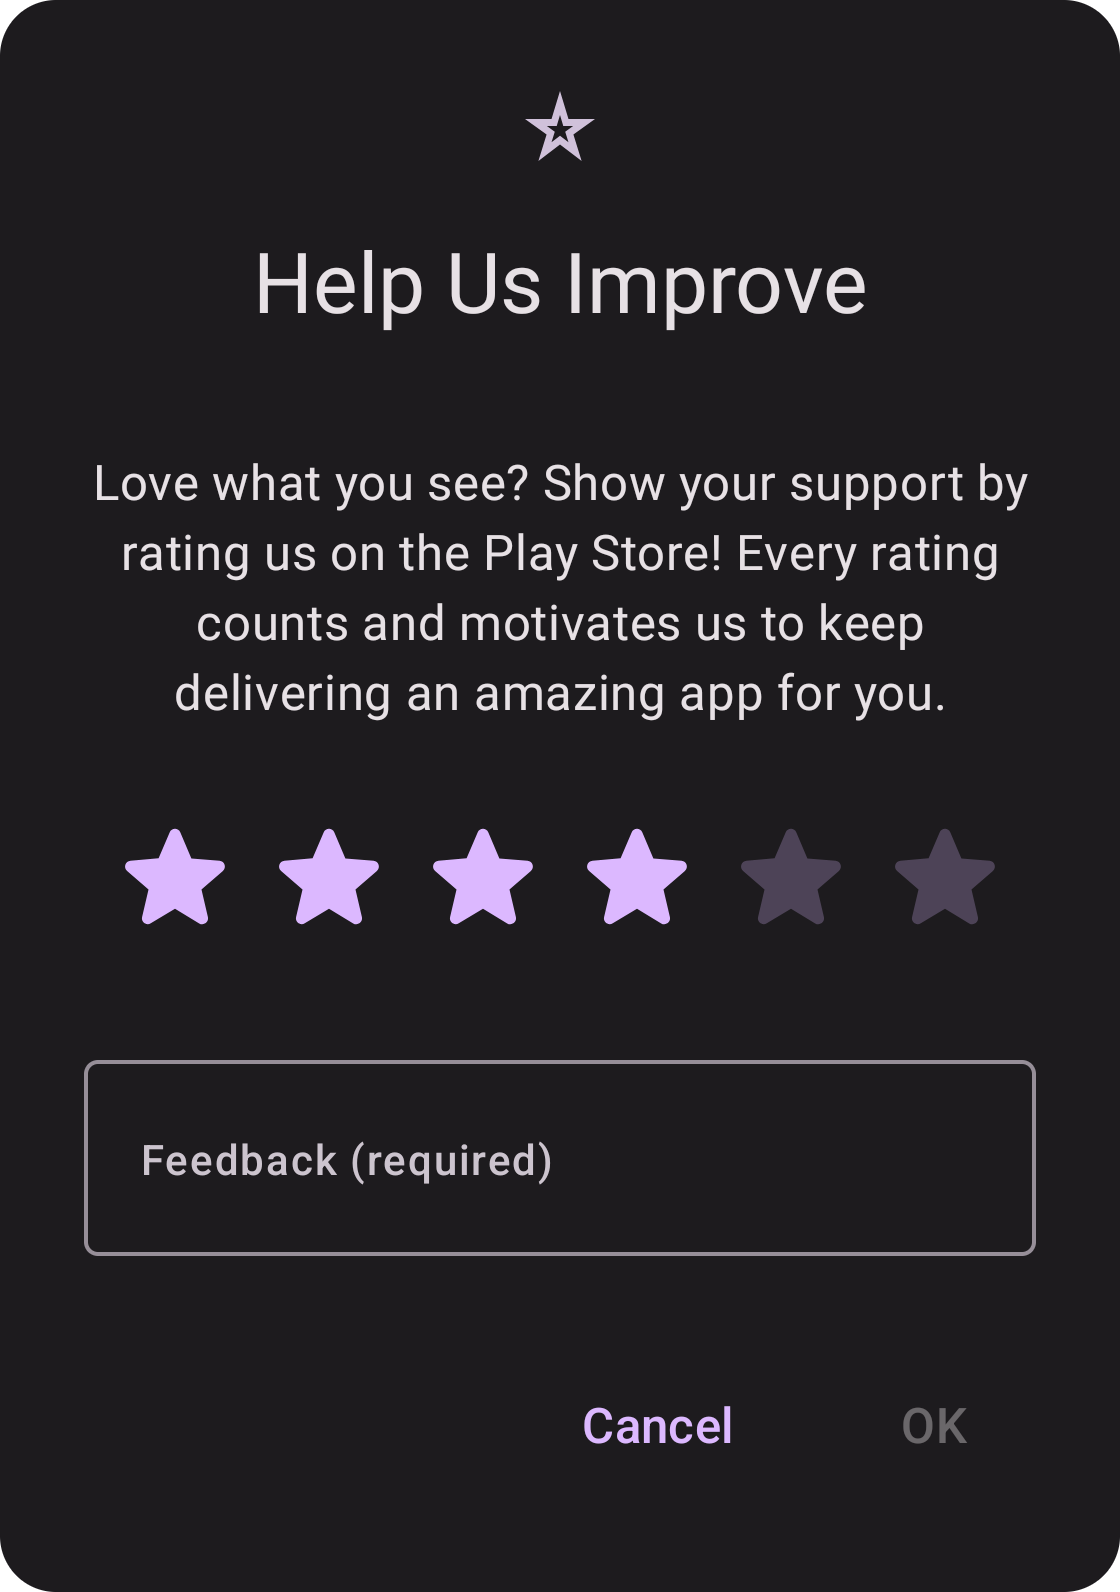 Help Us Improve
Love what you see? Show your support by
rating us on the Play Store! Every rating
counts and motivates us to keep
delivering an amazing app for you.
Feedback (required)
Cancel OK